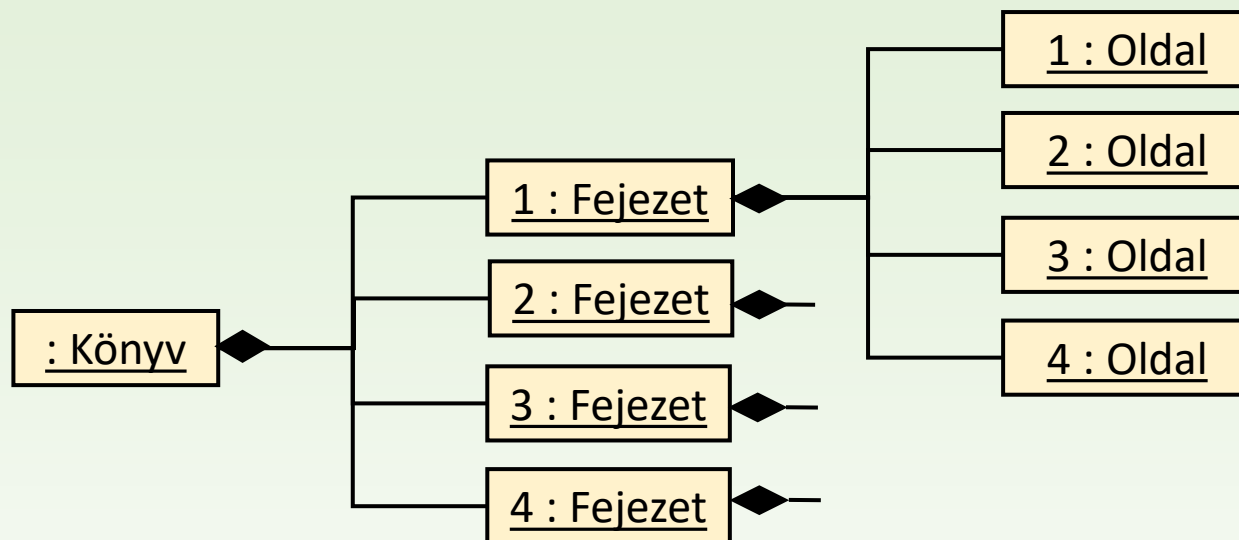 : Könyv
1 : Fejezet
2 : Fejezet
3 : Fejezet
4 : Fejezet
1 : Oldal
2 : Oldal
3 : Oldal
4 : Oldal